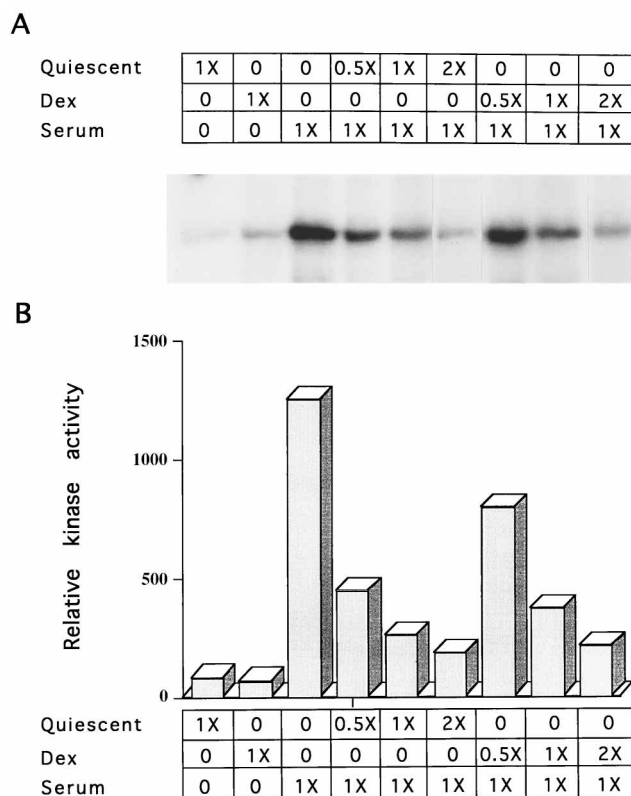 A
Quiescent 1X 0 0 0.5X 1X 2X 0 0 0
Dex 0 1X 0 0 0 0 0.5X 1X 2X
Serum 0 0 1X 1X 1X 1X 1X 1X 1X
B
1500
1000
500
0
Relative kinase activity
Quiescent 1X 0 0 0.5X 1X 2X 0 0 0
Dex 0 1X 0 0 0 0 0.5X 1X 2X
Serum 0 0 1X 1X 1X 1X 1X 1X 1X